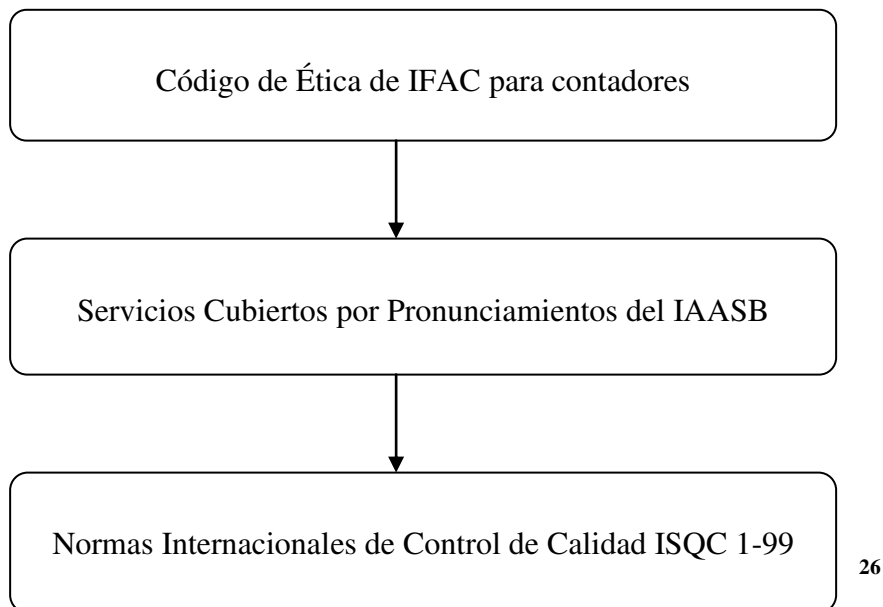 Código de Ética de IFAC para contadores
Servicios Cubiertos por Pronunciamientos del IAASB
Normas Internacionales de Control de Calidad ISQC 1-99
26